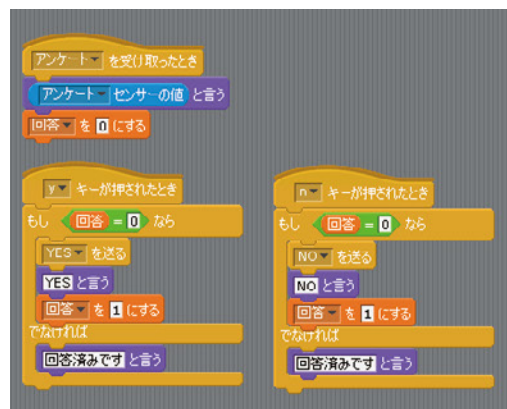 アンケート を受け取ったとき
アンケート センサーの値 と言う
回答 を 0 にする
y キーが押されたとき
もし 回答 = 0 なら
YES を送る
YES と言う
回答 を 1 にする
でなければ
回答済みです と言う
n キーが押されたとき
もし 回答 = 0 なら
NO を送る
NO と言う
回答 を 1 にする
でなければ
回答済みです と言う